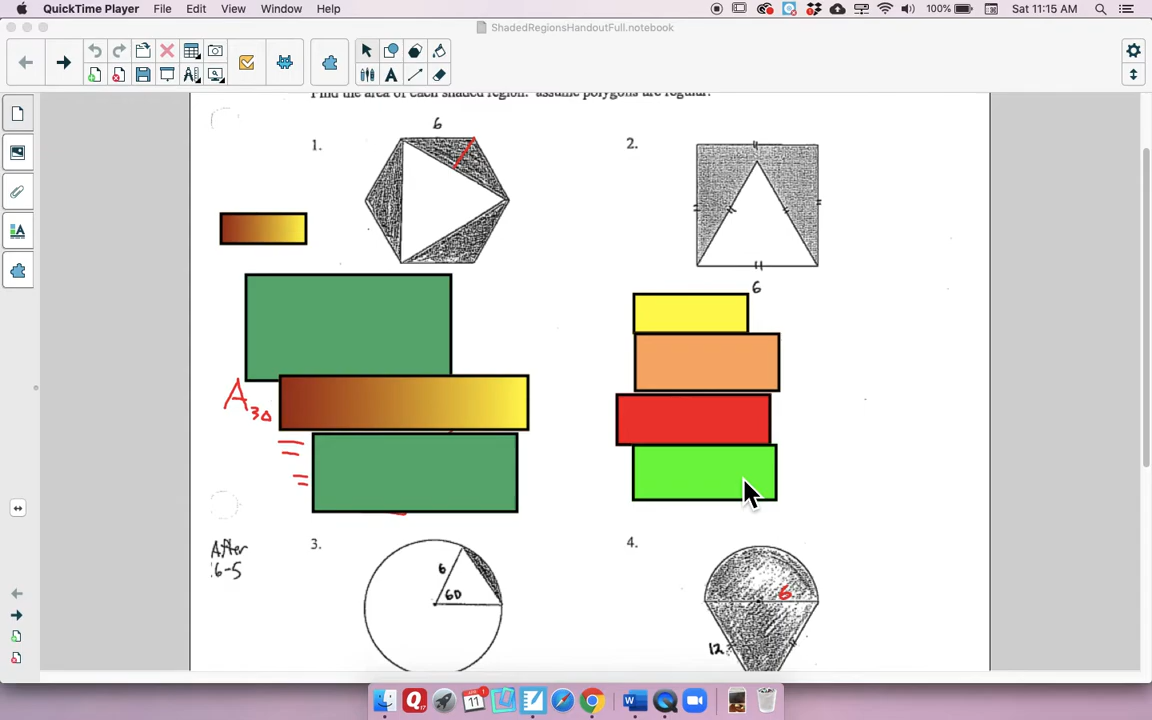 QuickTime Player File Edit View Window Help 100% Sat 11:15 AM
ShadedRegionsHandoutFull.notebook
Find the area of each shaded region. assume polygons are regular.
1.
6
2.
6
A3Δ
=
=
After
6-5
3.
6
60
4.
6
12